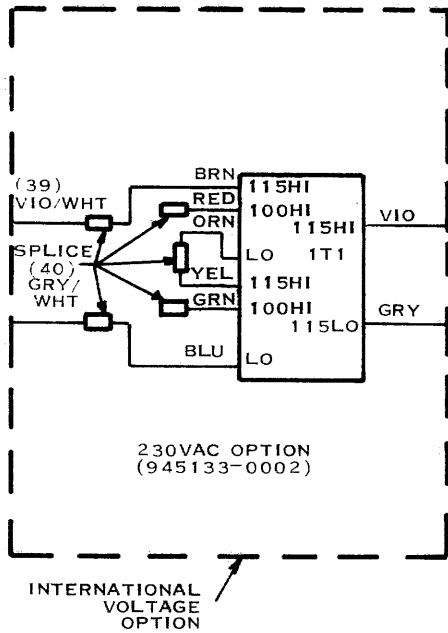 BRN
(39)
VIO/WHT
RED
115HI
100HI
ORN
115HI
VIO
SPLICE
(40)
GRY/
WHT
LO
1T1
YEL
115HI
GRN
100HI
115LO
GRY
BLU
LO
230VAC OPTION
(945133-0002)
INTERNATIONAL
VOLTAGE
OPTION